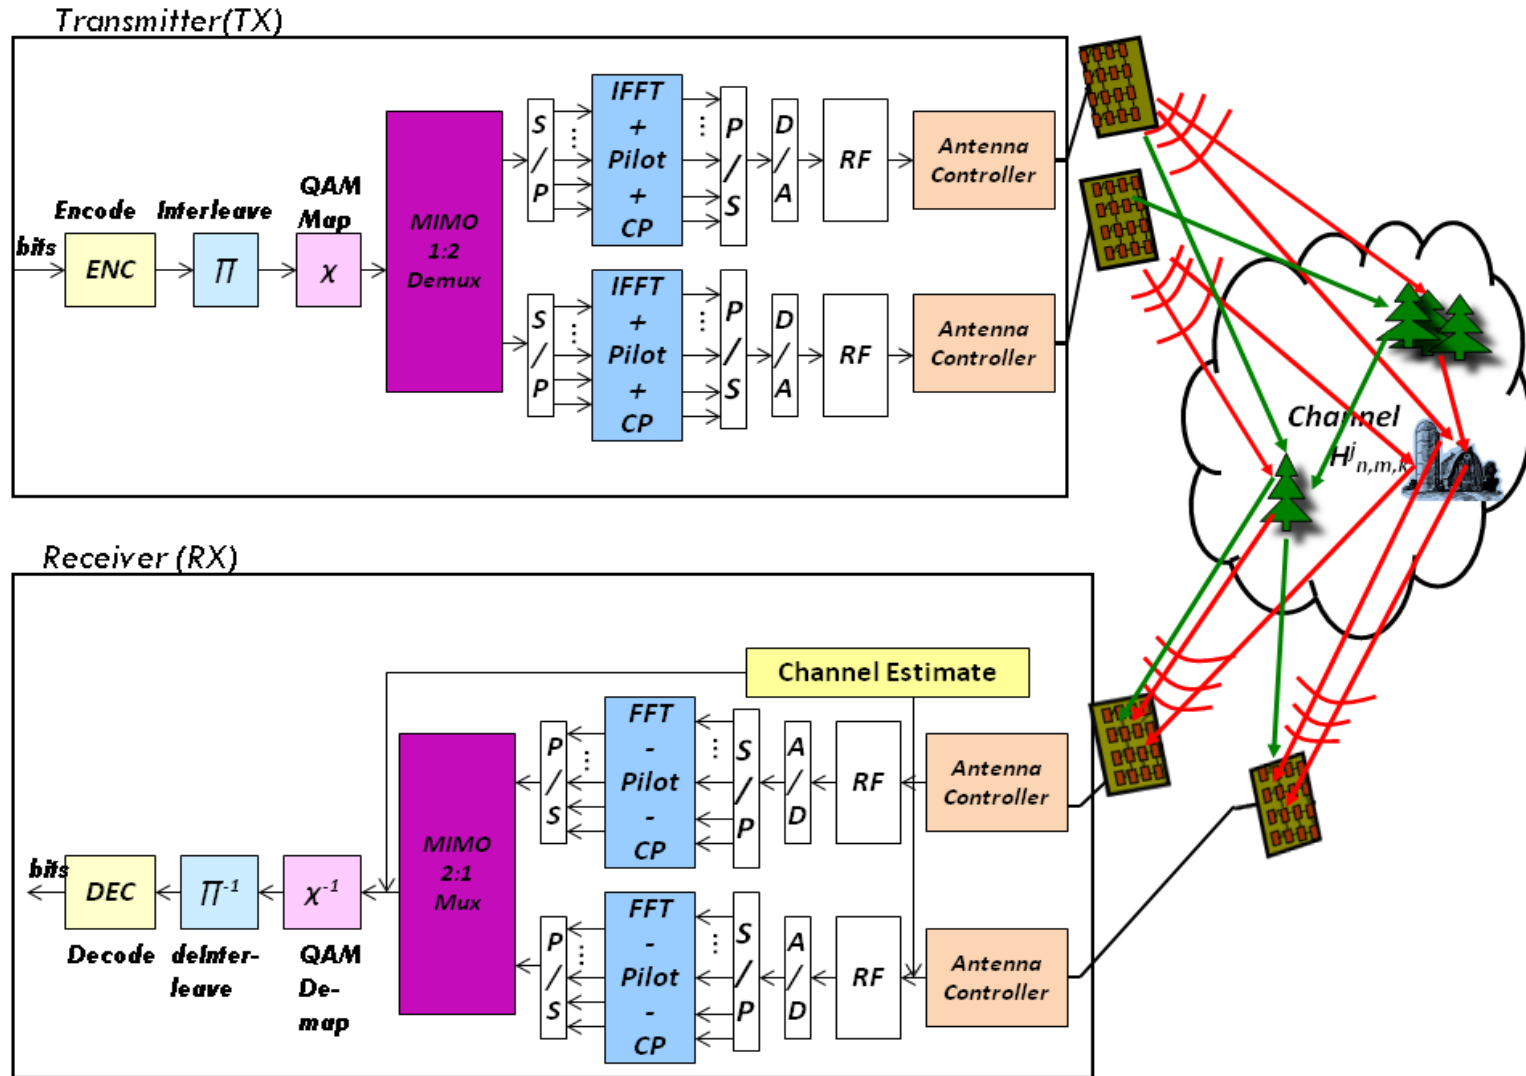 Transmitter(TX)
bits
Encode
ENC
Interleave
Π
QAM
Map
χ
MIMO
1:2
Demux
S
/
P
IFFT
+
Pilot
+
CP
P
/
S
D
/
A
RF
Antenna
Controller
S
/
P
IFFT
+
Pilot
+
CP
P
/
S
D
/
A
RF
Antenna
Controller
Channel
H^j_n,m,k
Receiver (RX)
Channel Estimate
bits
DEC
Decode
Π^-1
deInter-
leave
χ^-1
QAM
De-
map
MIMO
2:1
Mux
P
/
S
FFT
-
Pilot
-
CP
S
/
P
A
/
D
RF
Antenna
Controller
P
/
S
FFT
-
Pilot
-
CP
S
/
P
A
/
D
RF
Antenna
Controller